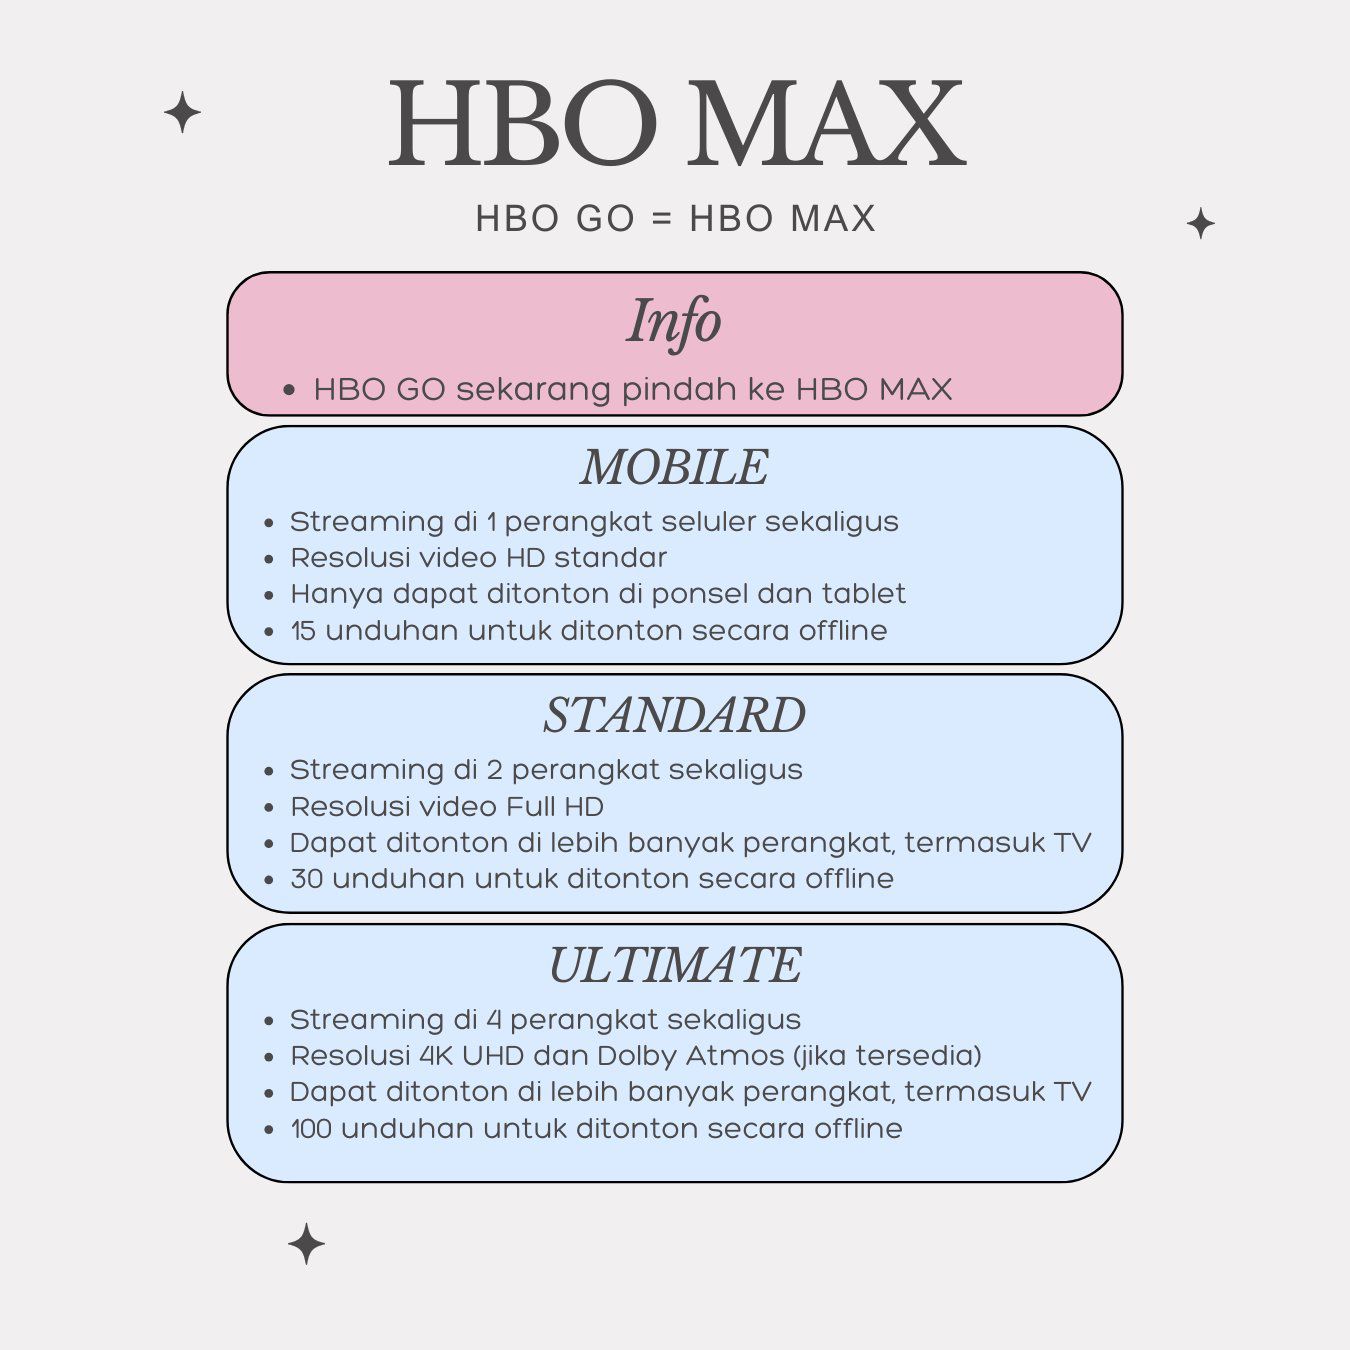 HBO MAX
HBO GO = HBO MAX
Info
• HBO GO sekarang pindah ke HBO MAX
MOBILE
• Streaming di 1 perangkat seluler sekaligus
• Resolusi video HD standar
• Hanya dapat ditonton di ponsel dan tablet
• 15 unduhan untuk ditonton secara offline
STANDARD
• Streaming di 2 perangkat sekaligus
• Resolusi video Full HD
• Dapat ditonton di lebih banyak perangkat, termasuk TV
• 30 unduhan untuk ditonton secara offline
ULTIMATE
• Streaming di 4 perangkat sekaligus
• Resolusi 4K UHD dan Dolby Atmos (jika tersedia)
• Dapat ditonton di lebih banyak perangkat, termasuk TV
• 100 unduhan untuk ditonton secara offline